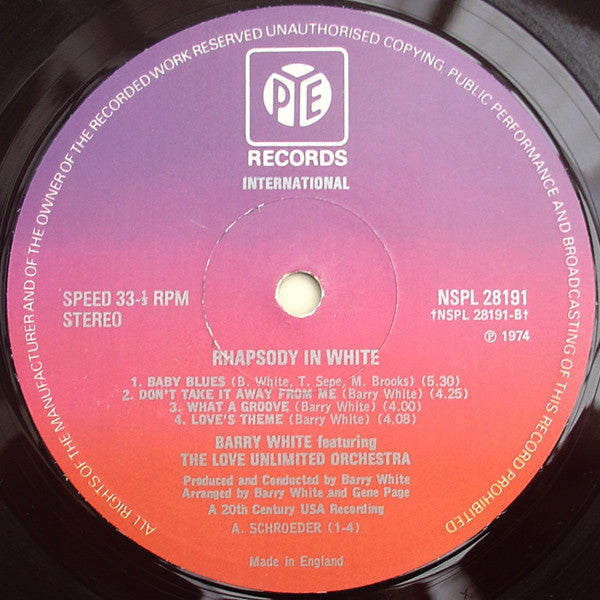 ALL RIGHTS OF THE MANUFACTURER AND OF THE OWNER OF THE RECORDED WORK RESERVED UNAUTHORISED COPYING, PUBLIC PERFORMANCE AND BROADCASTING OF THIS RECORD PROHIBITED
PYE
RECORDS
INTERNATIONAL
SPEED 33-⅓ RPM
STEREO
NSPL 28191
†NSPL 28191-B†
℗ 1974
RHAPSODY IN WHITE
1. BABY BLUES (B. White, T. Sepe, M. Brooks) (5.30)
2. DON'T TAKE IT AWAY FROM ME (Barry White) (4.25)
3. WHAT A GROOVE (Barry White) (4.00)
4. LOVE'S THEME (Barry White) (4.08)
BARRY WHITE featuring
THE LOVE UNLIMITED ORCHESTRA
Produced and Conducted by Barry White
Arranged by Barry White and Gene Page
A 20th Century USA Recording
A. SCHROEDER (1-4)
Made in England